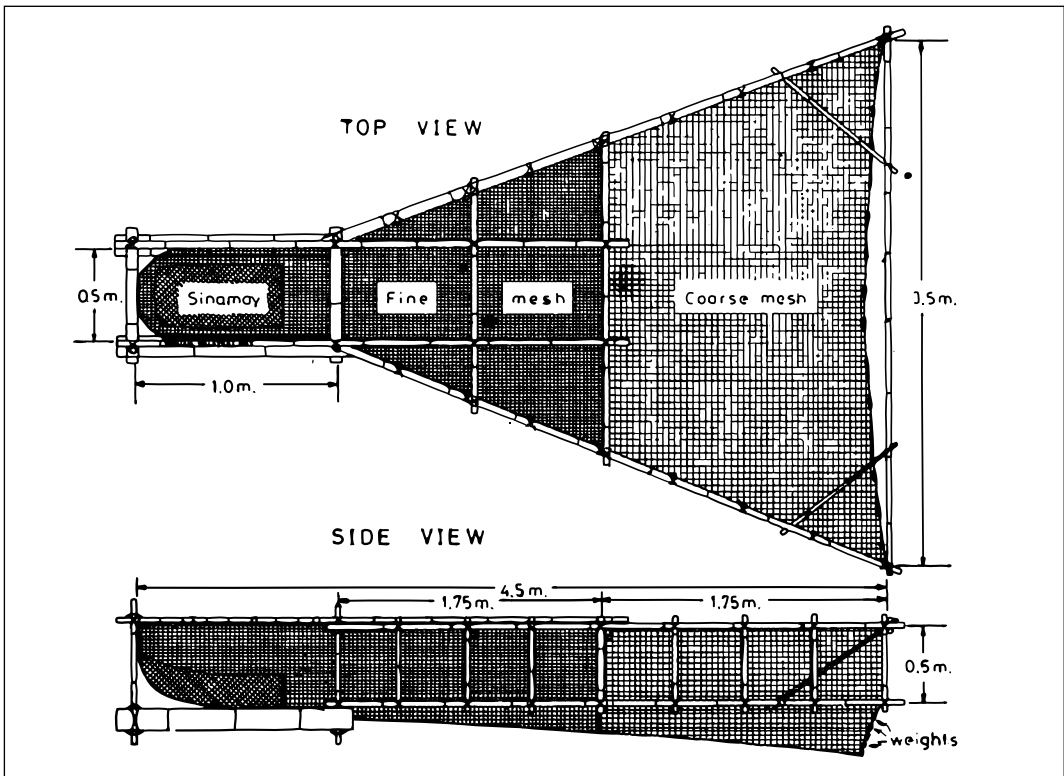 TOP VIEW
0.5m.
Sinamay
Fine mesh
Coarse mesh
3.5m.
1.0m.
SIDE VIEW
4.5m.
1.75m.
1.75m.
0.5m.
weights